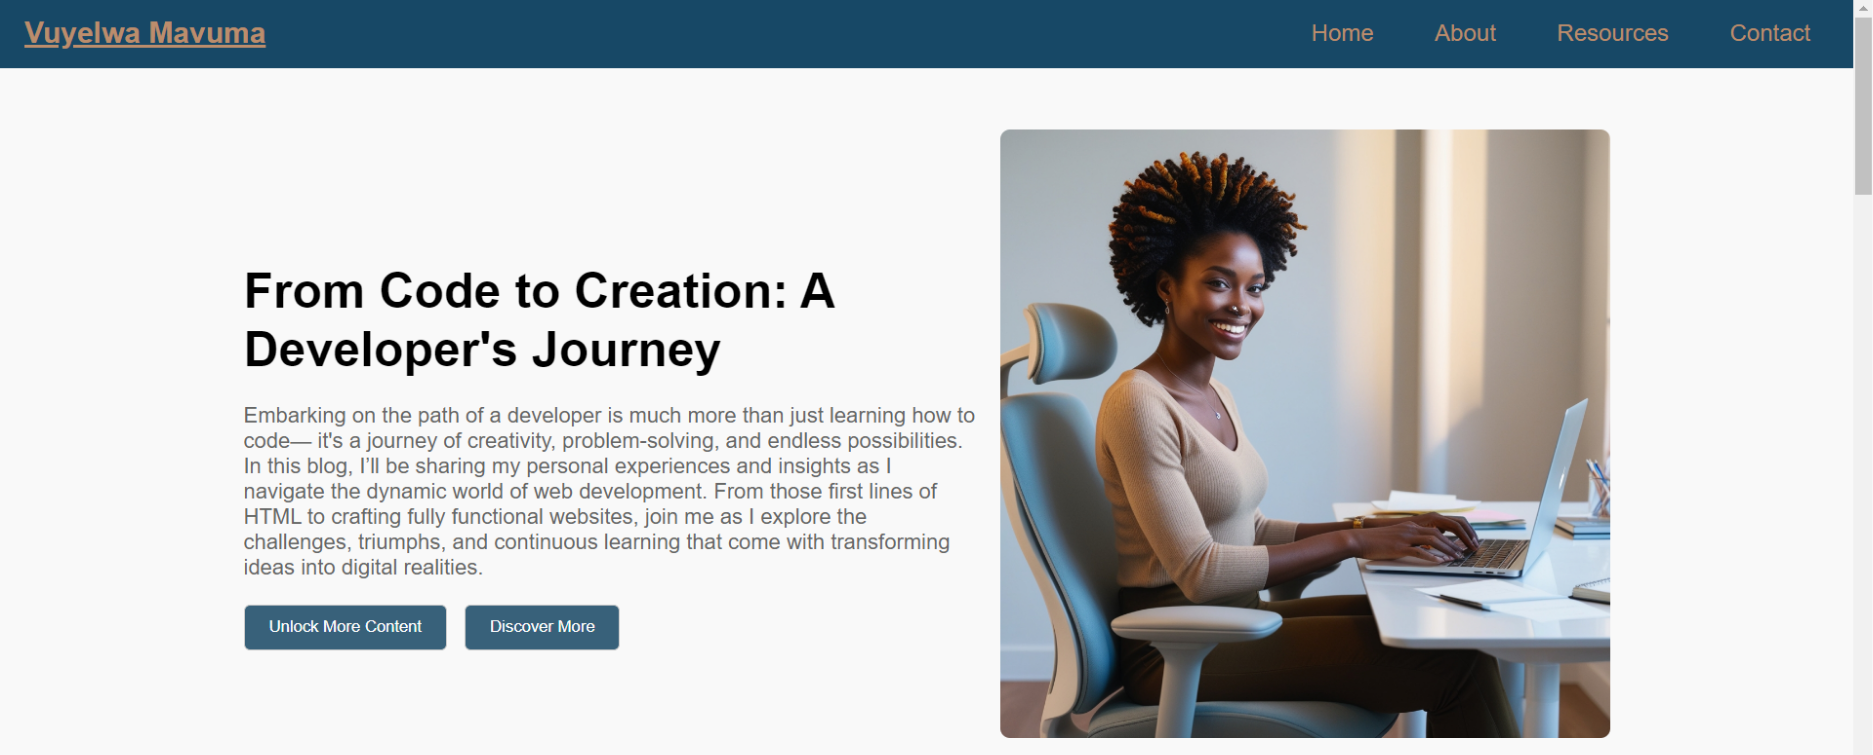 Vuyelwa Mavuma
Home About Resources Contact
From Code to Creation: A
Developer's Journey
Embarking on the path of a developer is much more than just learning how to
code— it's a journey of creativity, problem-solving, and endless possibilities.
In this blog, I’ll be sharing my personal experiences and insights as I
navigate the dynamic world of web development. From those first lines of
HTML to crafting fully functional websites, join me as I explore the
challenges, triumphs, and continuous learning that come with transforming
ideas into digital realities.
Unlock More Content
Discover More